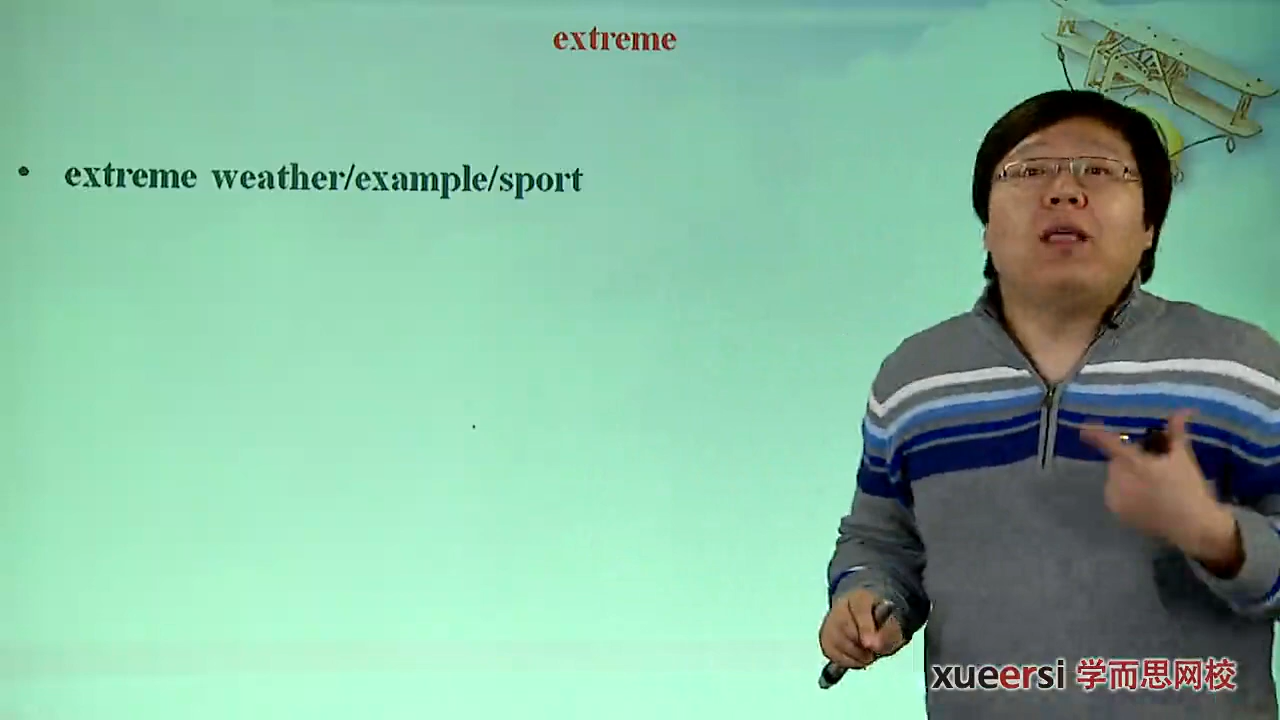 extreme
• extreme weather/example/sport
xueersi 学而思网校